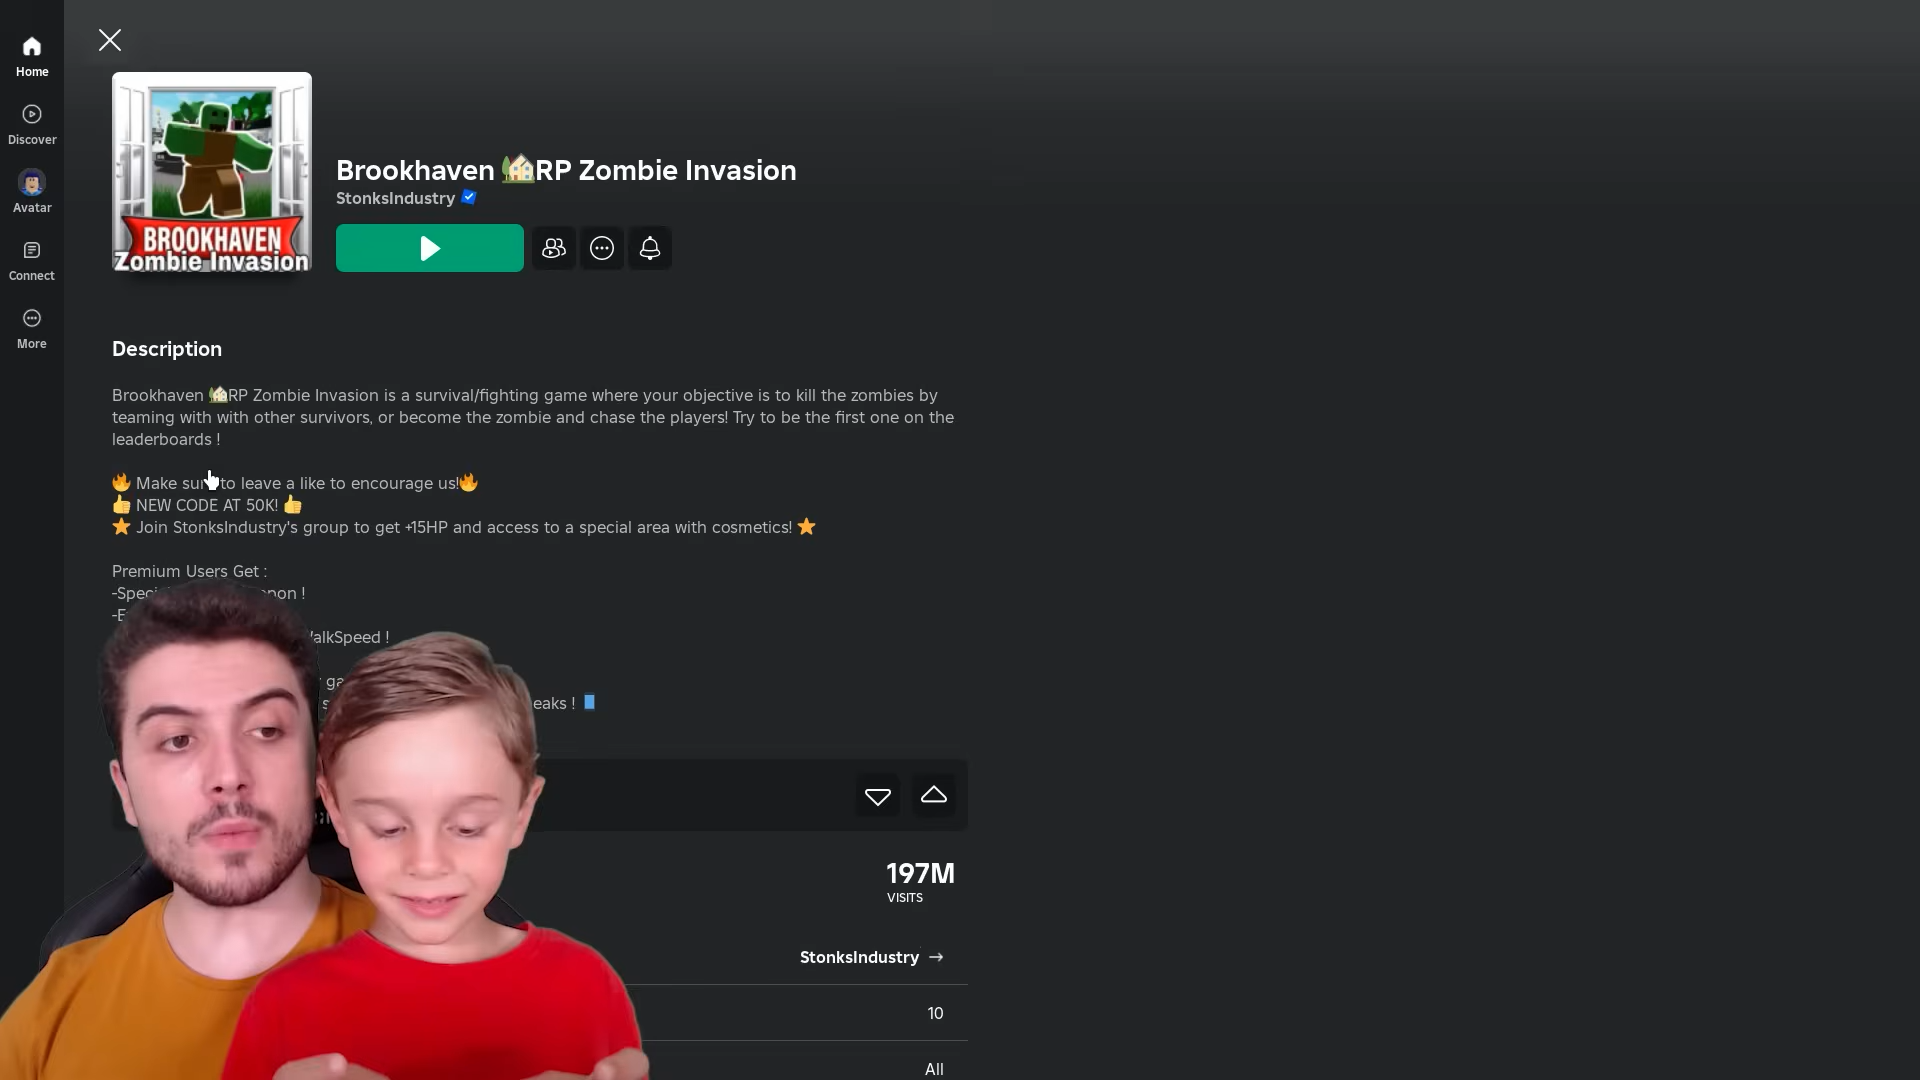 Home
Discover
Avatar
Connect
More
BROOKHAVEN
Zombie Invasion
Brookhaven 🏡RP Zombie Invasion
StonksIndustry
Description
Brookhaven 🏡RP Zombie Invasion is a survival/fighting game where your objective is to kill the zombies by
teaming with with other survivors, or become the zombie and chase the players! Try to be the first one on the
leaderboards !
🔥 Make sure to leave a like to encourage us!🔥
👍 NEW CODE AT 50K! 👍
⭐ Join StonksIndustry's group to get +15HP and access to a special area with cosmetics! ⭐
Premium Users Get :
WalkSpeed !
197M
VISITS
StonksIndustry →
10
All